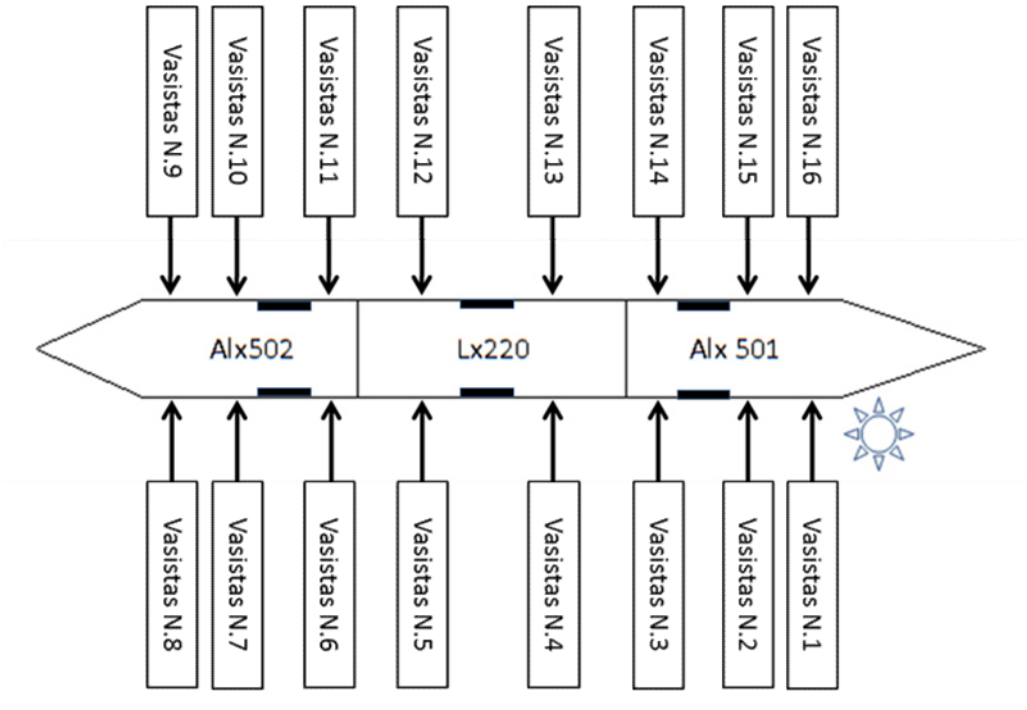 Vasistas N.9
Vasistas N.10
Vasistas N.11
Vasistas N.12
Vasistas N.13
Vasistas N.14
Vasistas N.15
Vasistas N.16
Alx502
Lx220
Alx 501
Vasistas N.8
Vasistas N.7
Vasistas N.6
Vasistas N.5
Vasistas N.4
Vasistas N.3
Vasistas N.2
Vasistas N.1